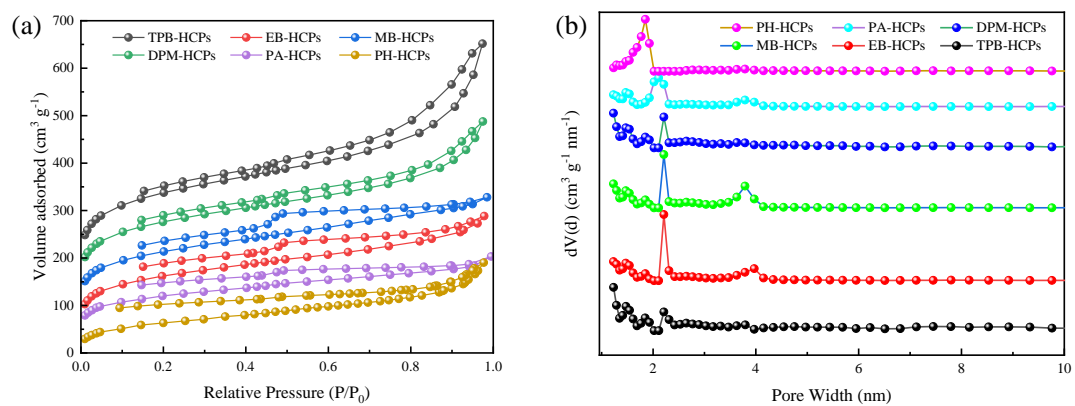 (a)
Volume adsorbed (cm³ g⁻¹)
700
600
500
400
300
200
100
0
TPB-HCPs EB-HCPs MB-HCPs
DPM-HCPs PA-HCPs PH-HCPs
0.0 0.2 0.4 0.6 0.8 1.0
Relative Pressure (P/P₀)
(b)
dV(d) (cm³ g⁻¹ nm⁻¹)
PH-HCPs PA-HCPs DPM-HCPs
MB-HCPs EB-HCPs TPB-HCPs
2 4 6 8 10
Pore Width (nm)